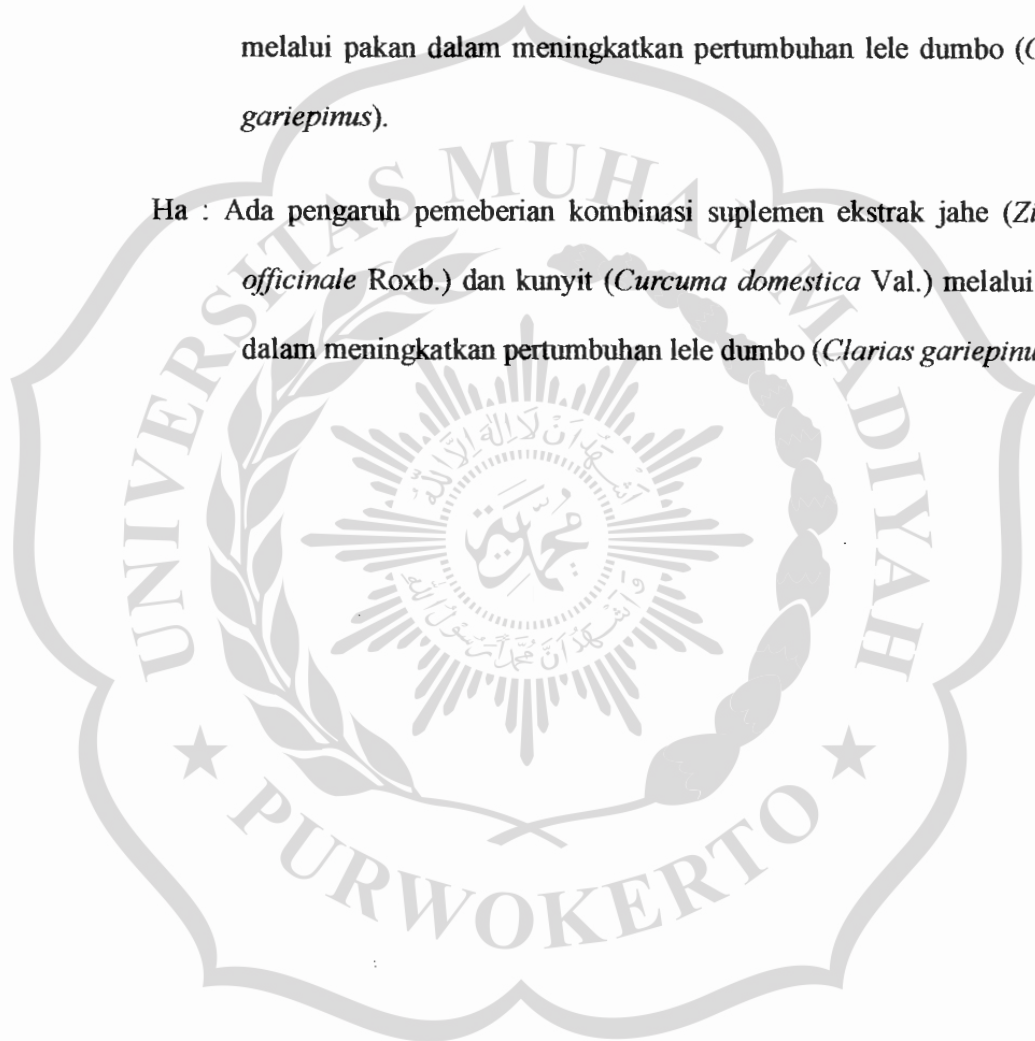 melalui pakan dalam meningkatkan pertumbuhan lele dumbo (
gariepinus).
Ha : Ada pengaruh pemeberian kombinasi suplemen ekstrak jahe (Zi
officinale Roxb.) dan kunyit (Curcuma domestica Val.) melalui
dalam meningkatkan pertumbuhan lele dumbo (Clarias gariepinu
UNIVERSITAS MUHAMMADIYAH
PURWOKERTO